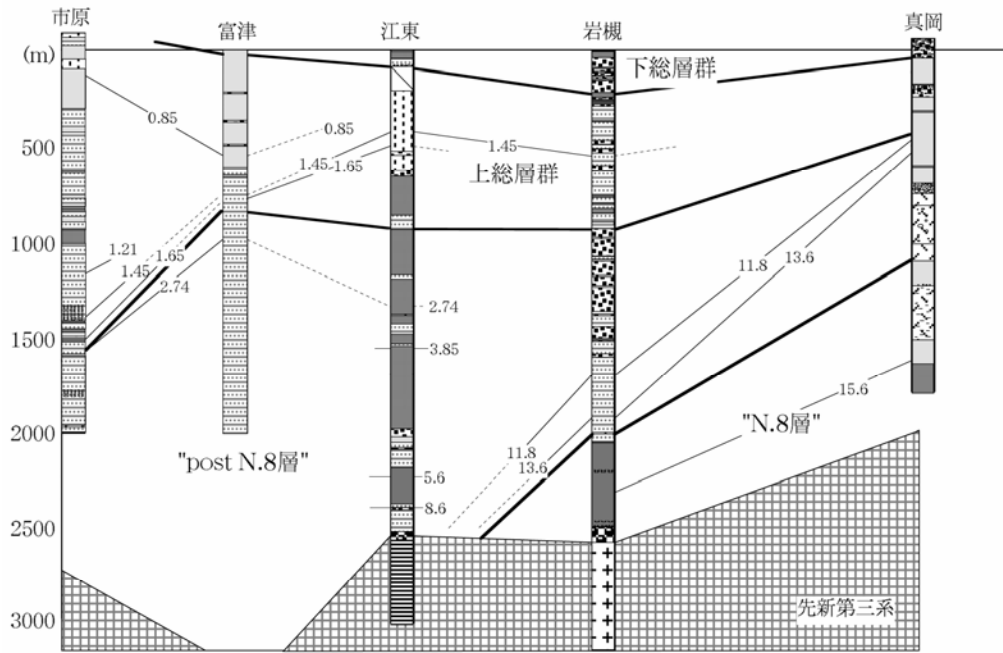 市原
富津
江東
岩槻
真岡
(m)
下総層群
0.85
0.85
500
1.45
1.45
1.65
上総層群
1000
1.21
1.45
1.65
2.74
11.8
13.6
2.74
1500
3.85
15.6
"N.8層"
2000
"post N.8層"
11.8
13.6
5.6
8.6
2500
3000
先新第三系